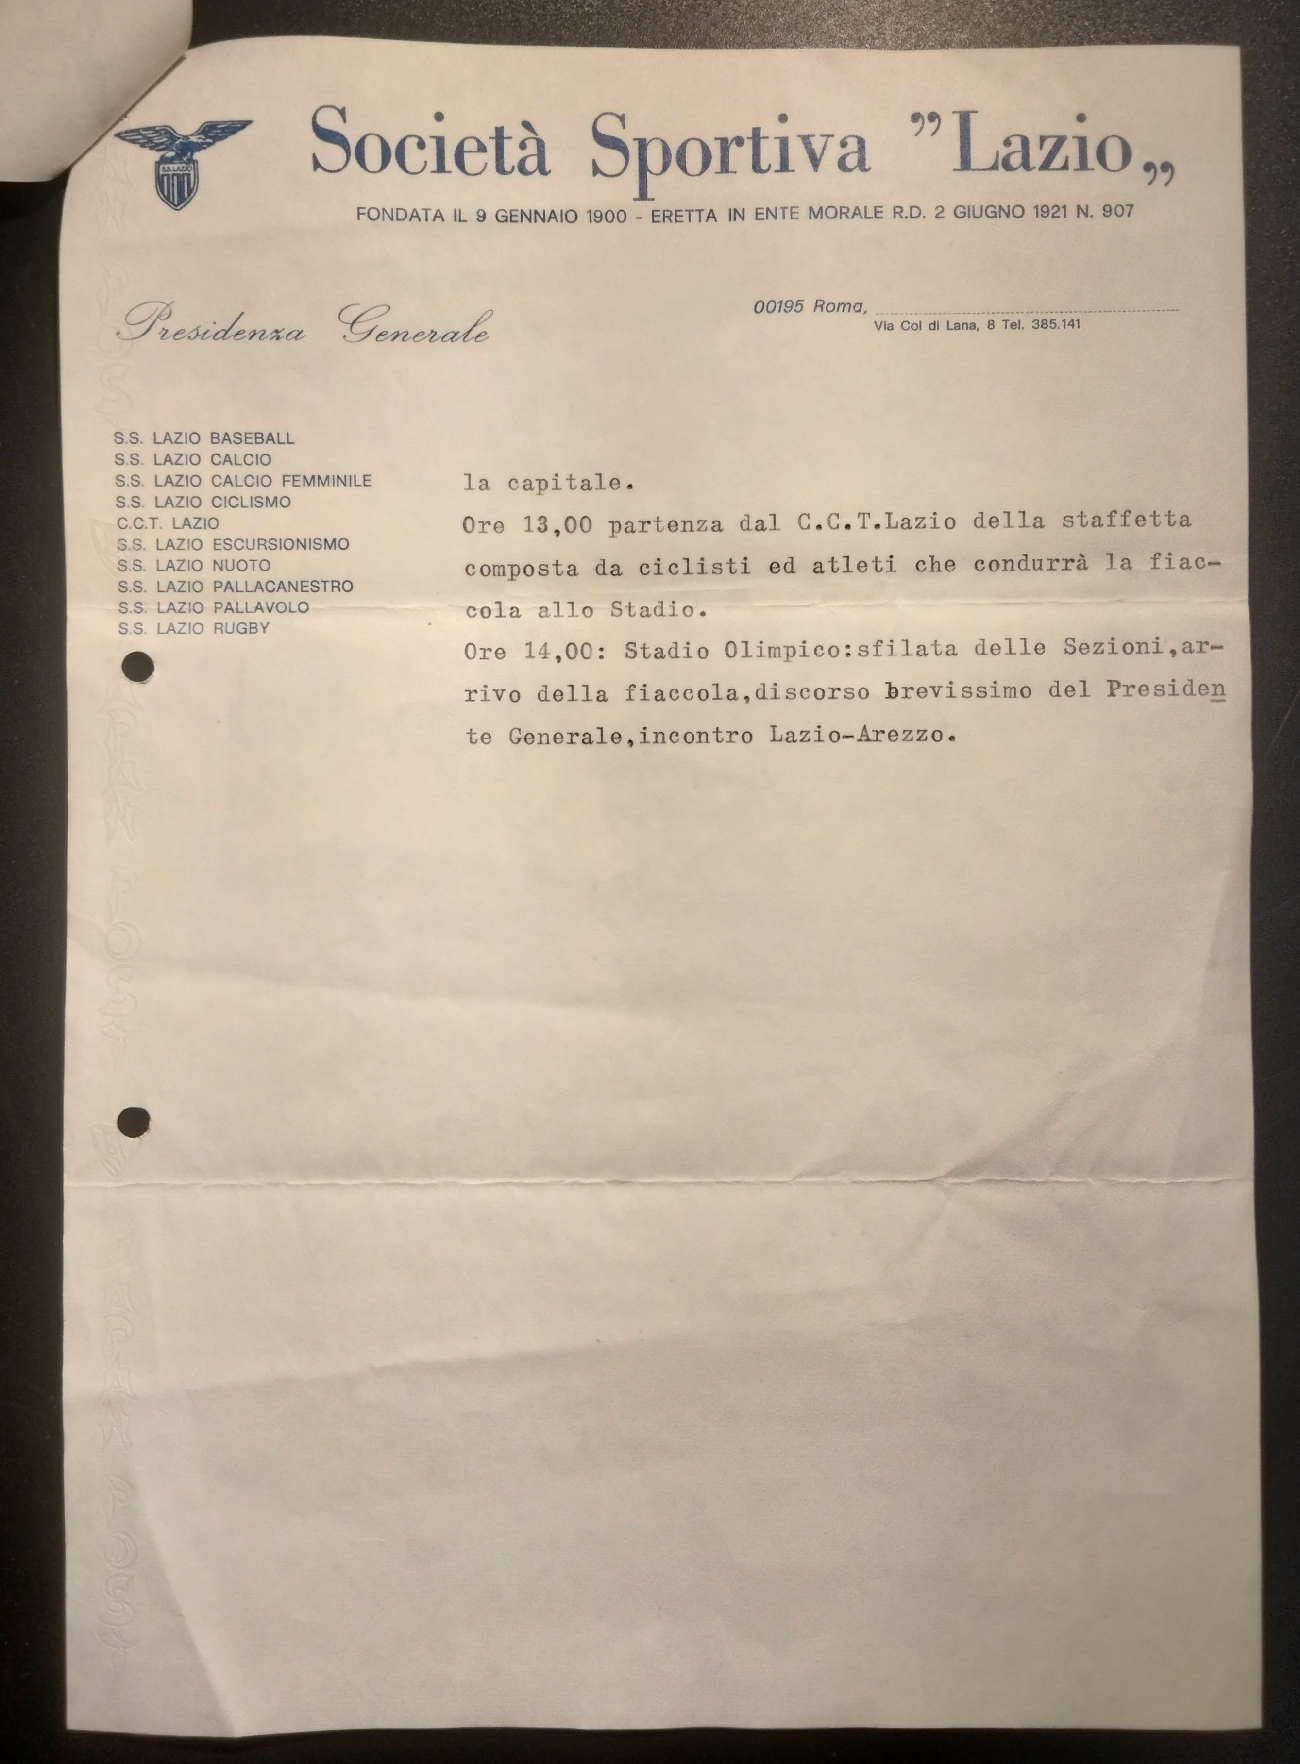 S.S. LAZIO
Società Sportiva ”Lazio„
FONDATA IL 9 GENNAIO 1900 - ERETTA IN ENTE MORALE R.D. 2 GIUGNO 1921 N. 907
Presidenza Generale
00195 Roma,
Via Col di Lana, 8 Tel. 385.141
S.S. LAZIO BASEBALL
S.S. LAZIO CALCIO
S.S. LAZIO CALCIO FEMMINILE
S.S. LAZIO CICLISMO
C.C.T. LAZIO
S.S. LAZIO ESCURSIONISMO
S.S. LAZIO NUOTO
S.S. LAZIO PALLACANESTRO
S.S. LAZIO PALLAVOLO
S.S. LAZIO RUGBY
la capitale.
Ore 13,00 partenza dal C.C.T.Lazio della staffetta
composta da ciclisti ed atleti che condurrà la fiac-
cola allo Stadio.
Ore 14,00: Stadio Olimpico:sfilata delle Sezioni,ar-
rivo della fiaccola,discorso brevissimo del Presiden
te Generale,incontro Lazio-Arezzo.